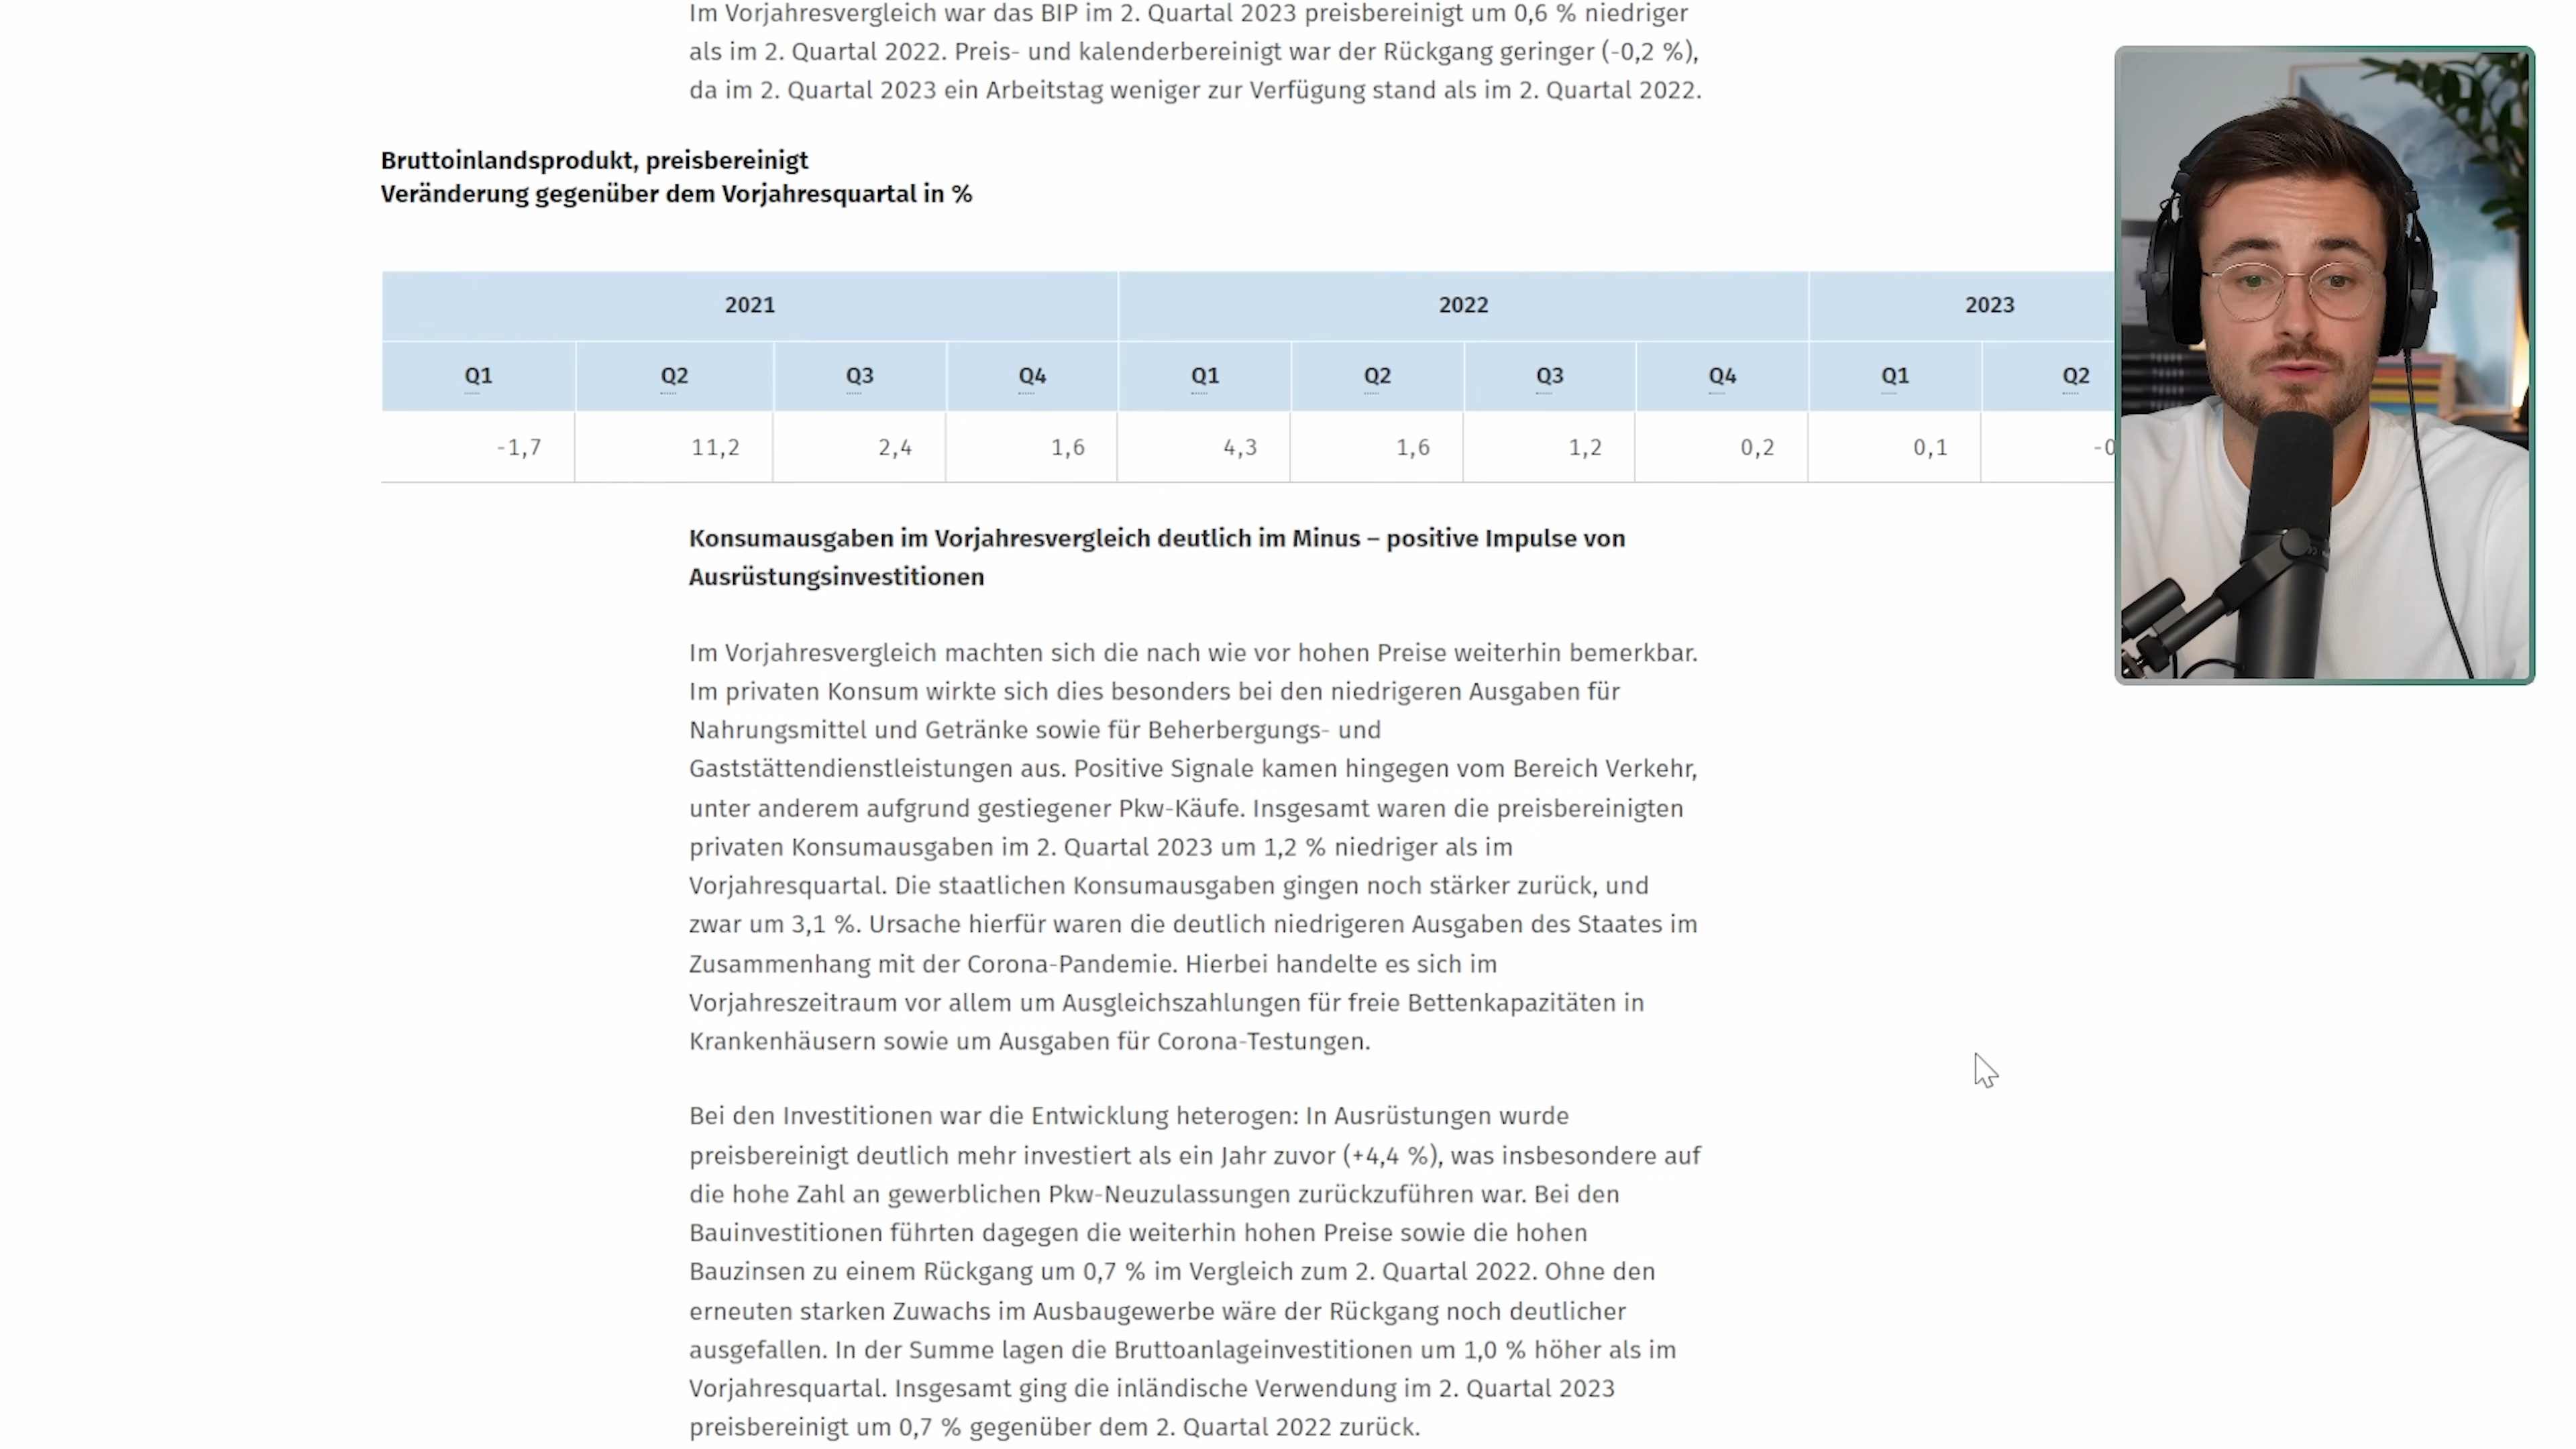 Im Vorjahresvergleich war das BIP im 2. Quartal 2023 preisbereinigt um 0,6 % niedriger
als im 2. Quartal 2022. Preis- und kalenderbereinigt war der Rückgang geringer (-0,2 %),
da im 2. Quartal 2023 ein Arbeitstag weniger zur Verfügung stand als im 2. Quartal 2022.
Bruttoinlandsprodukt, preisbereinigt
Veränderung gegenüber dem Vorjahresquartal in %
2021 2022 2023
Q1 Q2 Q3 Q4 Q1 Q2 Q3 Q4 Q1 Q2
-1,7 11,2 2,4 1,6 4,3 1,6 1,2 0,2 0,1 -0
Konsumausgaben im Vorjahresvergleich deutlich im Minus – positive Impulse von
Ausrüstungsinvestitionen
Im Vorjahresvergleich machten sich die nach wie vor hohen Preise weiterhin bemerkbar.
Im privaten Konsum wirkte sich dies besonders bei den niedrigeren Ausgaben für
Nahrungsmittel und Getränke sowie für Beherbergungs- und
Gaststättendienstleistungen aus. Positive Signale kamen hingegen vom Bereich Verkehr,
unter anderem aufgrund gestiegener Pkw-Käufe. Insgesamt waren die preisbereinigten
privaten Konsumausgaben im 2. Quartal 2023 um 1,2 % niedriger als im
Vorjahresquartal. Die staatlichen Konsumausgaben gingen noch stärker zurück, und
zwar um 3,1 %. Ursache hierfür waren die deutlich niedrigeren Ausgaben des Staates im
Zusammenhang mit der Corona-Pandemie. Hierbei handelte es sich im
Vorjahreszeitraum vor allem um Ausgleichszahlungen für freie Bettenkapazitäten in
Krankenhäusern sowie um Ausgaben für Corona-Testungen.
Bei den Investitionen war die Entwicklung heterogen: In Ausrüstungen wurde
preisbereinigt deutlich mehr investiert als ein Jahr zuvor (+4,4 %), was insbesondere auf
die hohe Zahl an gewerblichen Pkw-Neuzulassungen zurückzuführen war. Bei den
Bauinvestitionen führten dagegen die weiterhin hohen Preise sowie die hohen
Bauzinsen zu einem Rückgang um 0,7 % im Vergleich zum 2. Quartal 2022. Ohne den
erneuten starken Zuwachs im Ausbaugewerbe wäre der Rückgang noch deutlicher
ausgefallen. In der Summe lagen die Bruttoanlageinvestitionen um 1,0 % höher als im
Vorjahresquartal. Insgesamt ging die inländische Verwendung im 2. Quartal 2023
preisbereinigt um 0,7 % gegenüber dem 2. Quartal 2022 zurück.